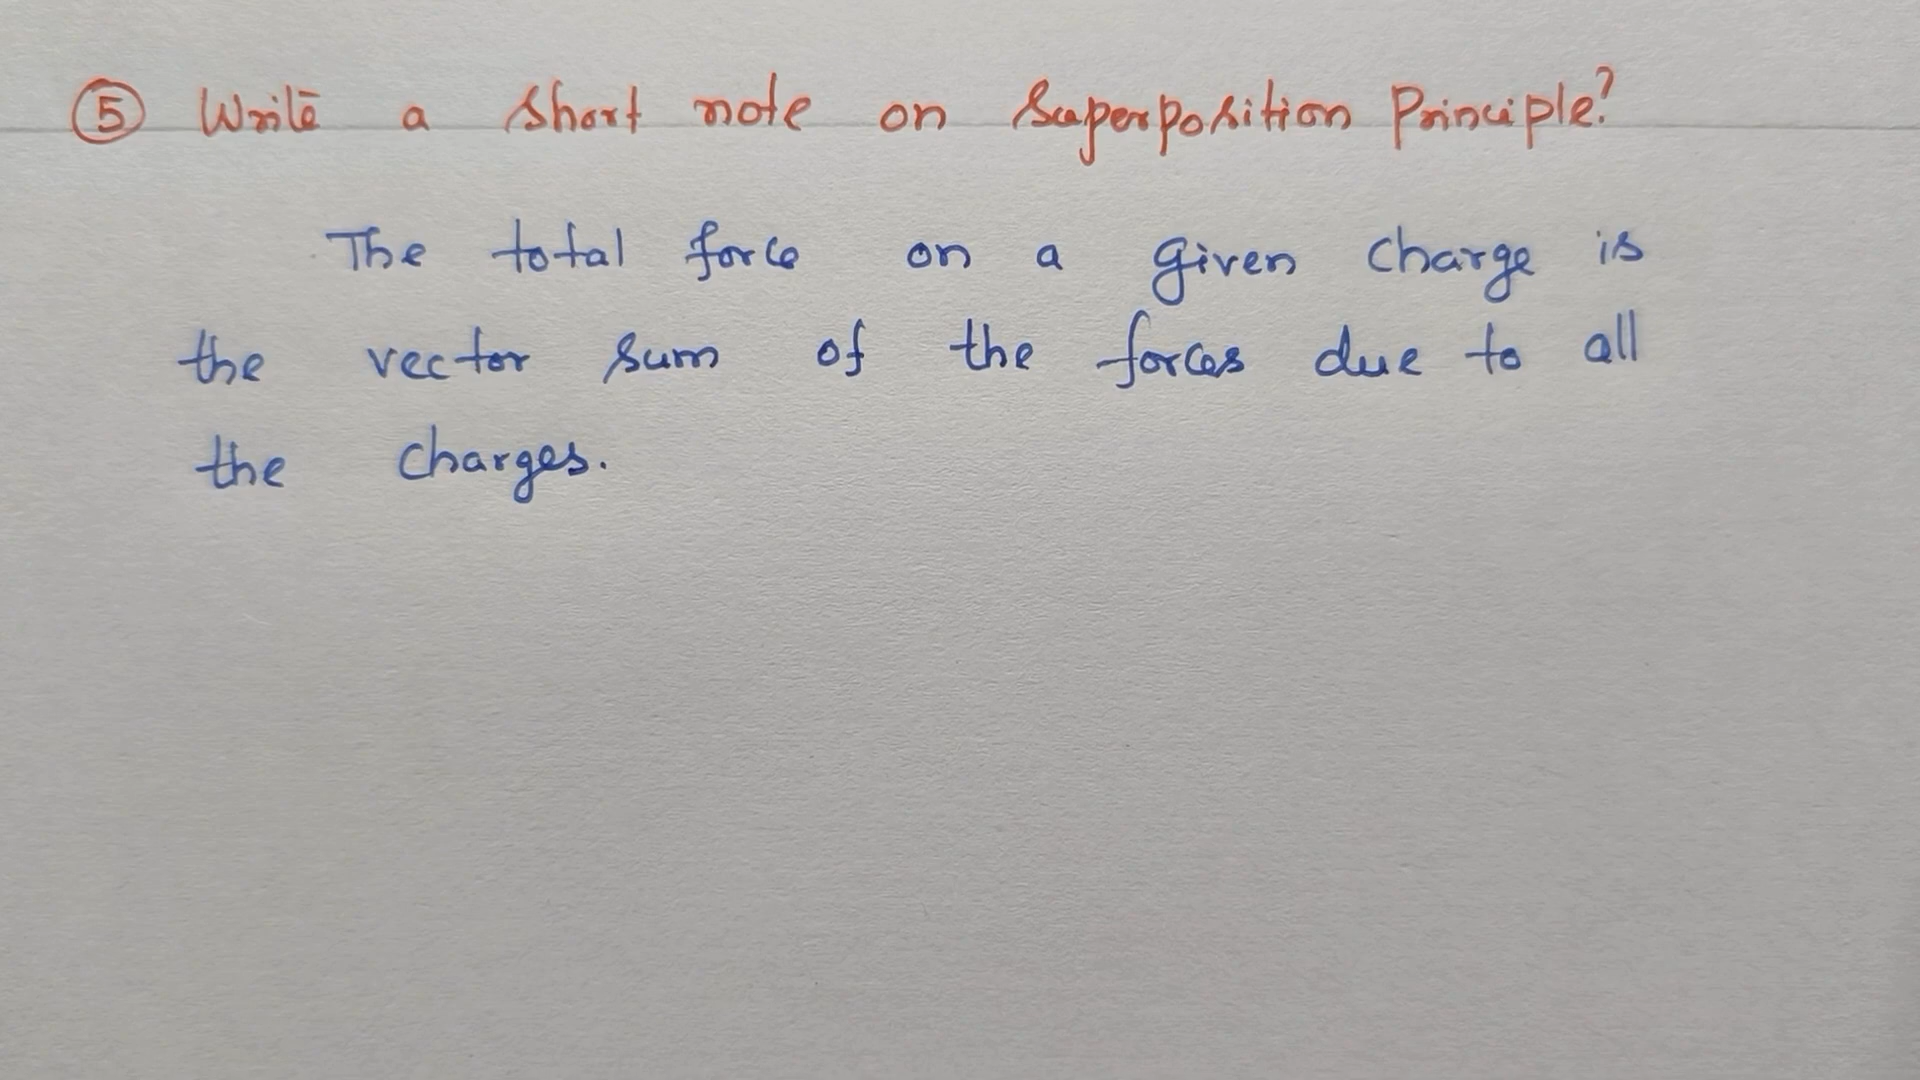 5 Write a short note on Superposition Principle?
The total force on a given charge is
the vector sum of the forces due to all
the charges.